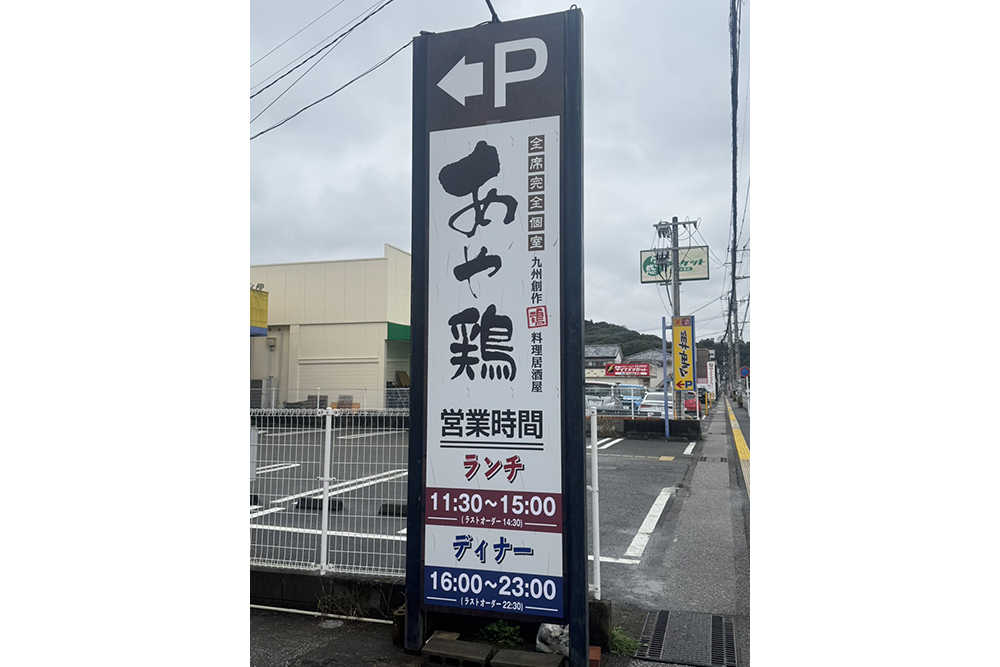 P
全席完全個室
九州創作鶏料理居酒屋
あや鶏
営業時間
ランチ
11:30～15:00
(ラストオーダー14:30)
ディナー
16:00～23:00
(ラストオーダー22:30)
P